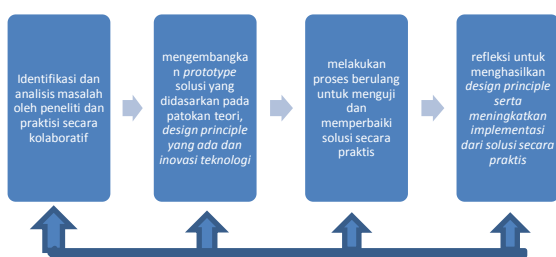 Identifikasi dan
analisis masalah
oleh peneliti dan
praktisi secara
kolaboratif
mengembangka
n prototype
solusi yang
didasarkan pada
patokan teori,
design principle
yang ada dan
inovasi teknologi
melakukan
proses berulang
untuk menguji
dan
memperbaiki
solusi secara
praktis
refleksi untuk
menghasilkan
design principle
serta
meningkatkan
implementasi
dari solusi secara
praktis